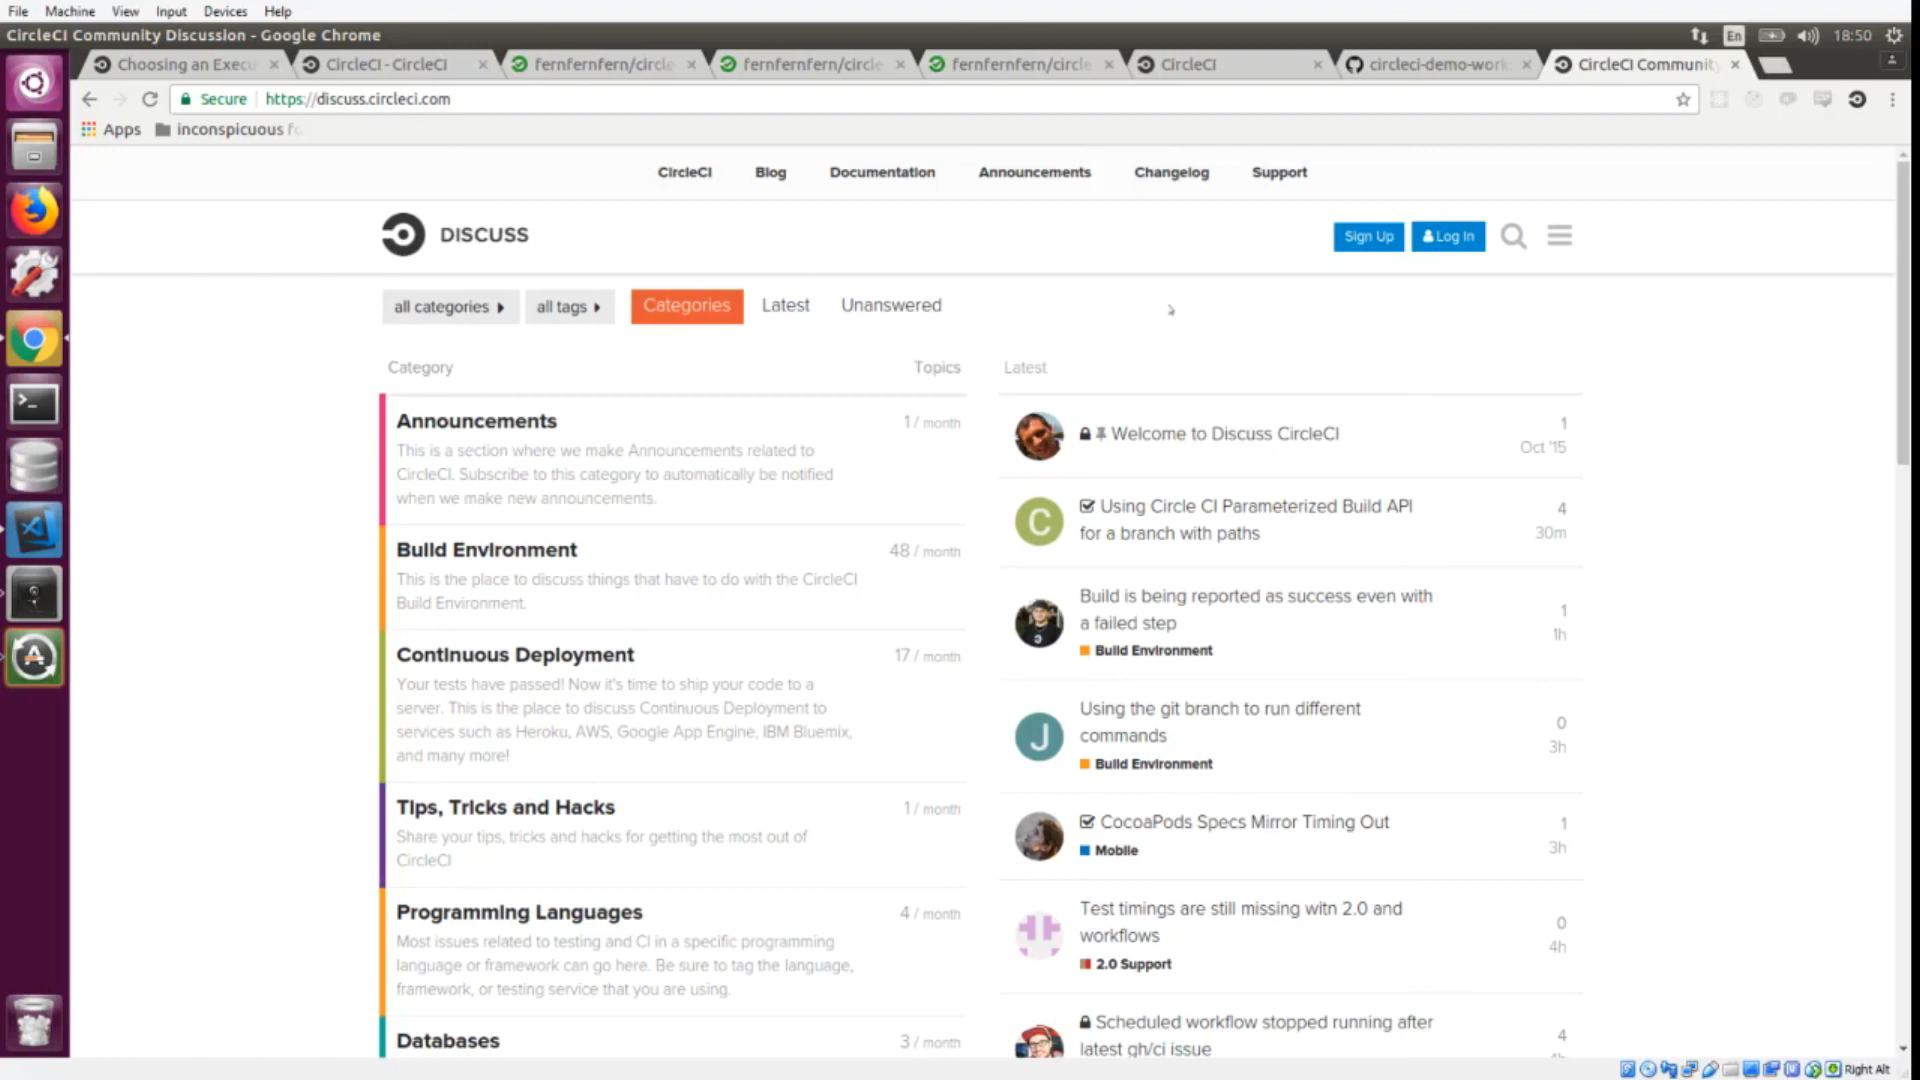 File Machine View Input Devices Help
CircleCI Community Discussion - Google Chrome
En 18:50
Choosing an Execu
CircleCI - CircleCI
fernfernfern/circle
fernfernfern/circle
fernfernfern/circle
CircleCI
circleci-demo-work
CircleCI Community
Secure https://discuss.circleci.com
Apps inconspicuous fo
CircleCI Blog Documentation Announcements Changelog Support
DISCUSS
Sign Up Log In
all categories all tags Categories Latest Unanswered
Category Topics
Announcements 1 / month
This is a section where we make Announcements related to
CircleCI. Subscribe to this category to automatically be notified
when we make new announcements.
Build Environment 48 / month
This is the place to discuss things that have to do with the CircleCI
Build Environment.
Continuous Deployment 17 / month
Your tests have passed! Now it's time to ship your code to a
server. This is the place to discuss Continuous Deployment to
services such as Heroku, AWS, Google App Engine, IBM Bluemix,
and many more!
Tips, Tricks and Hacks 1 / month
Share your tips, tricks and hacks for getting the most out of
CircleCI
Programming Languages 4 / month
Most issues related to testing and CI in a specific programming
language or framework can go here. Be sure to tag the language,
framework, or testing service that you are using.
Databases 3 / month
Latest
Welcome to Discuss CircleCI 1
Oct '15
C
Using Circle CI Parameterized Build API 4
for a branch with paths 30m
Build is being reported as success even with 1
a failed step 1h
Build Environment
J
Using the git branch to run different 0
commands 3h
Build Environment
CocoaPods Specs Mirror Timing Out 1
Mobile 3h
Test timings are still missing witn 2.0 and 0
workflows 4h
2.0 Support
Scheduled workflow stopped running after 4
latest gh/ci issue
Right Alt